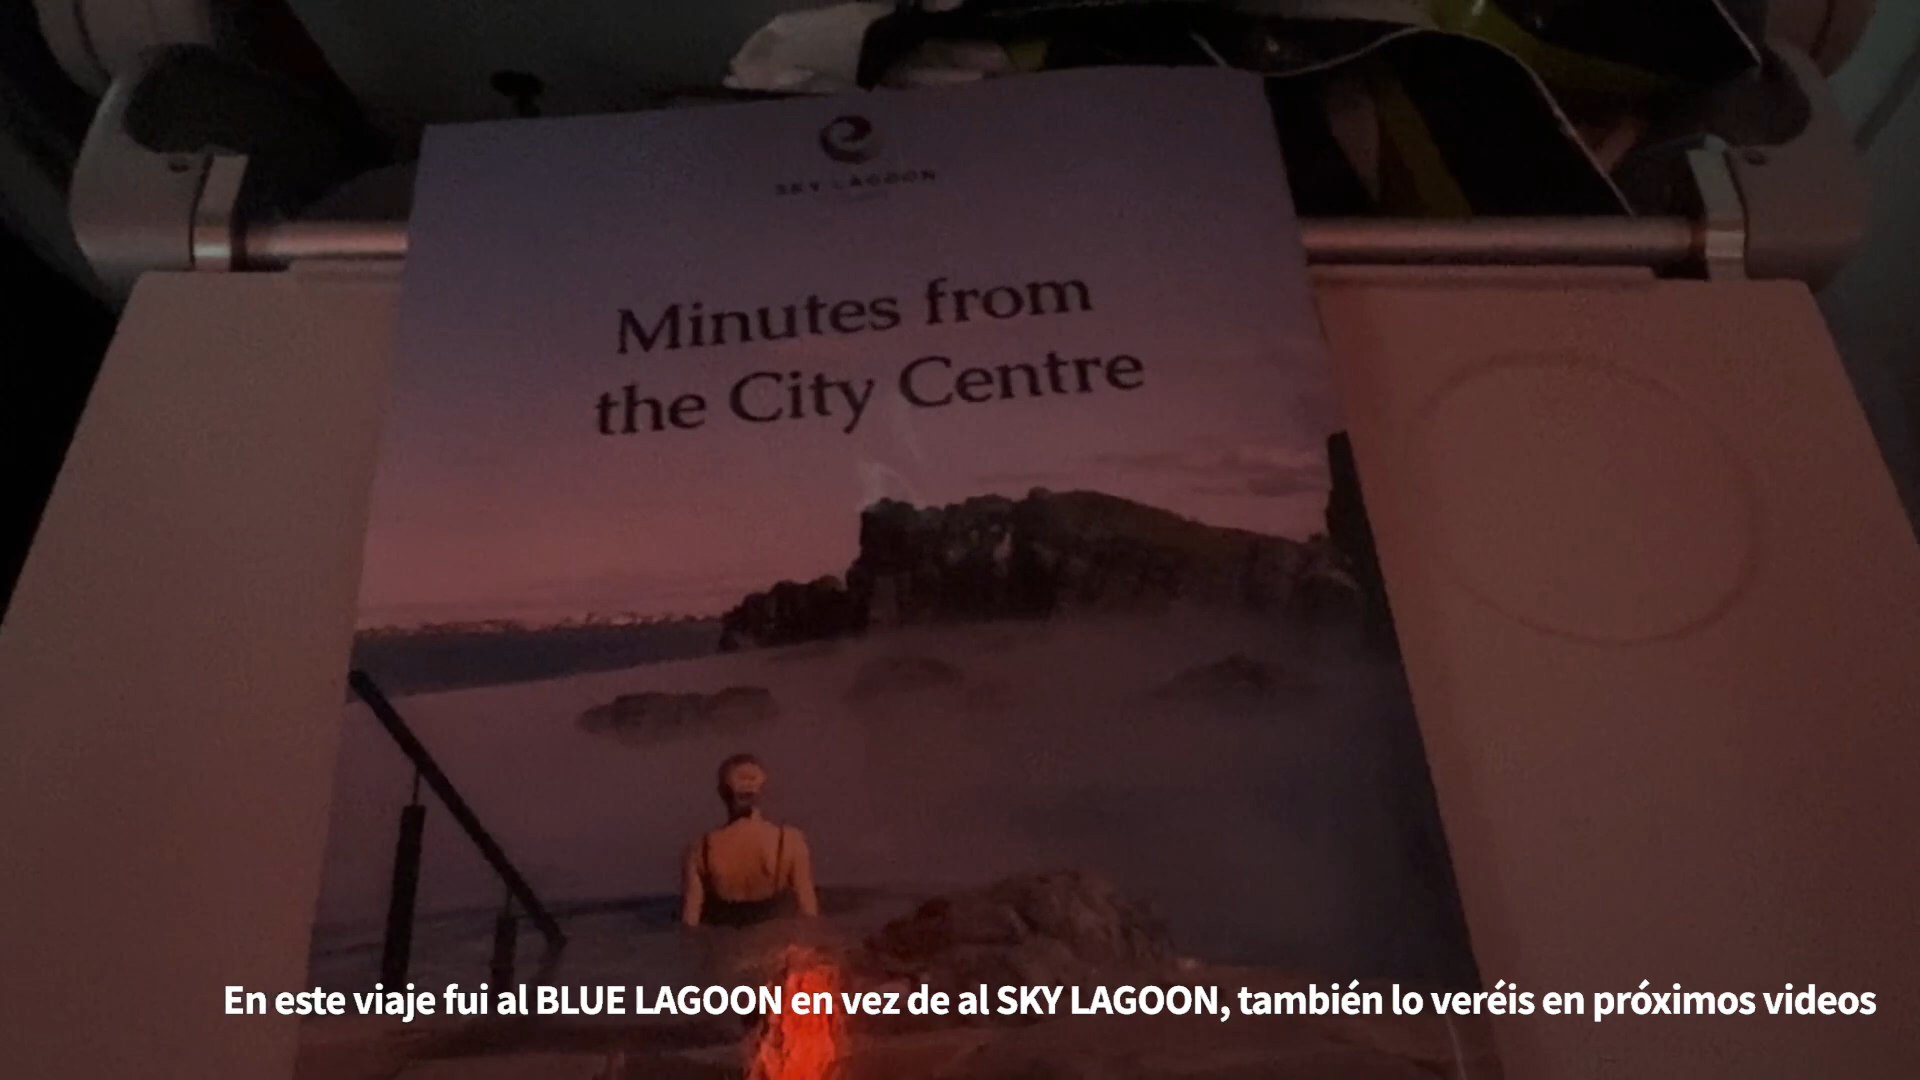 SKY LAGOON
Minutes from
the City Centre
En este viaje fui al BLUE LAGOON en vez de al SKY LAGOON, también lo veréis en próximos videos